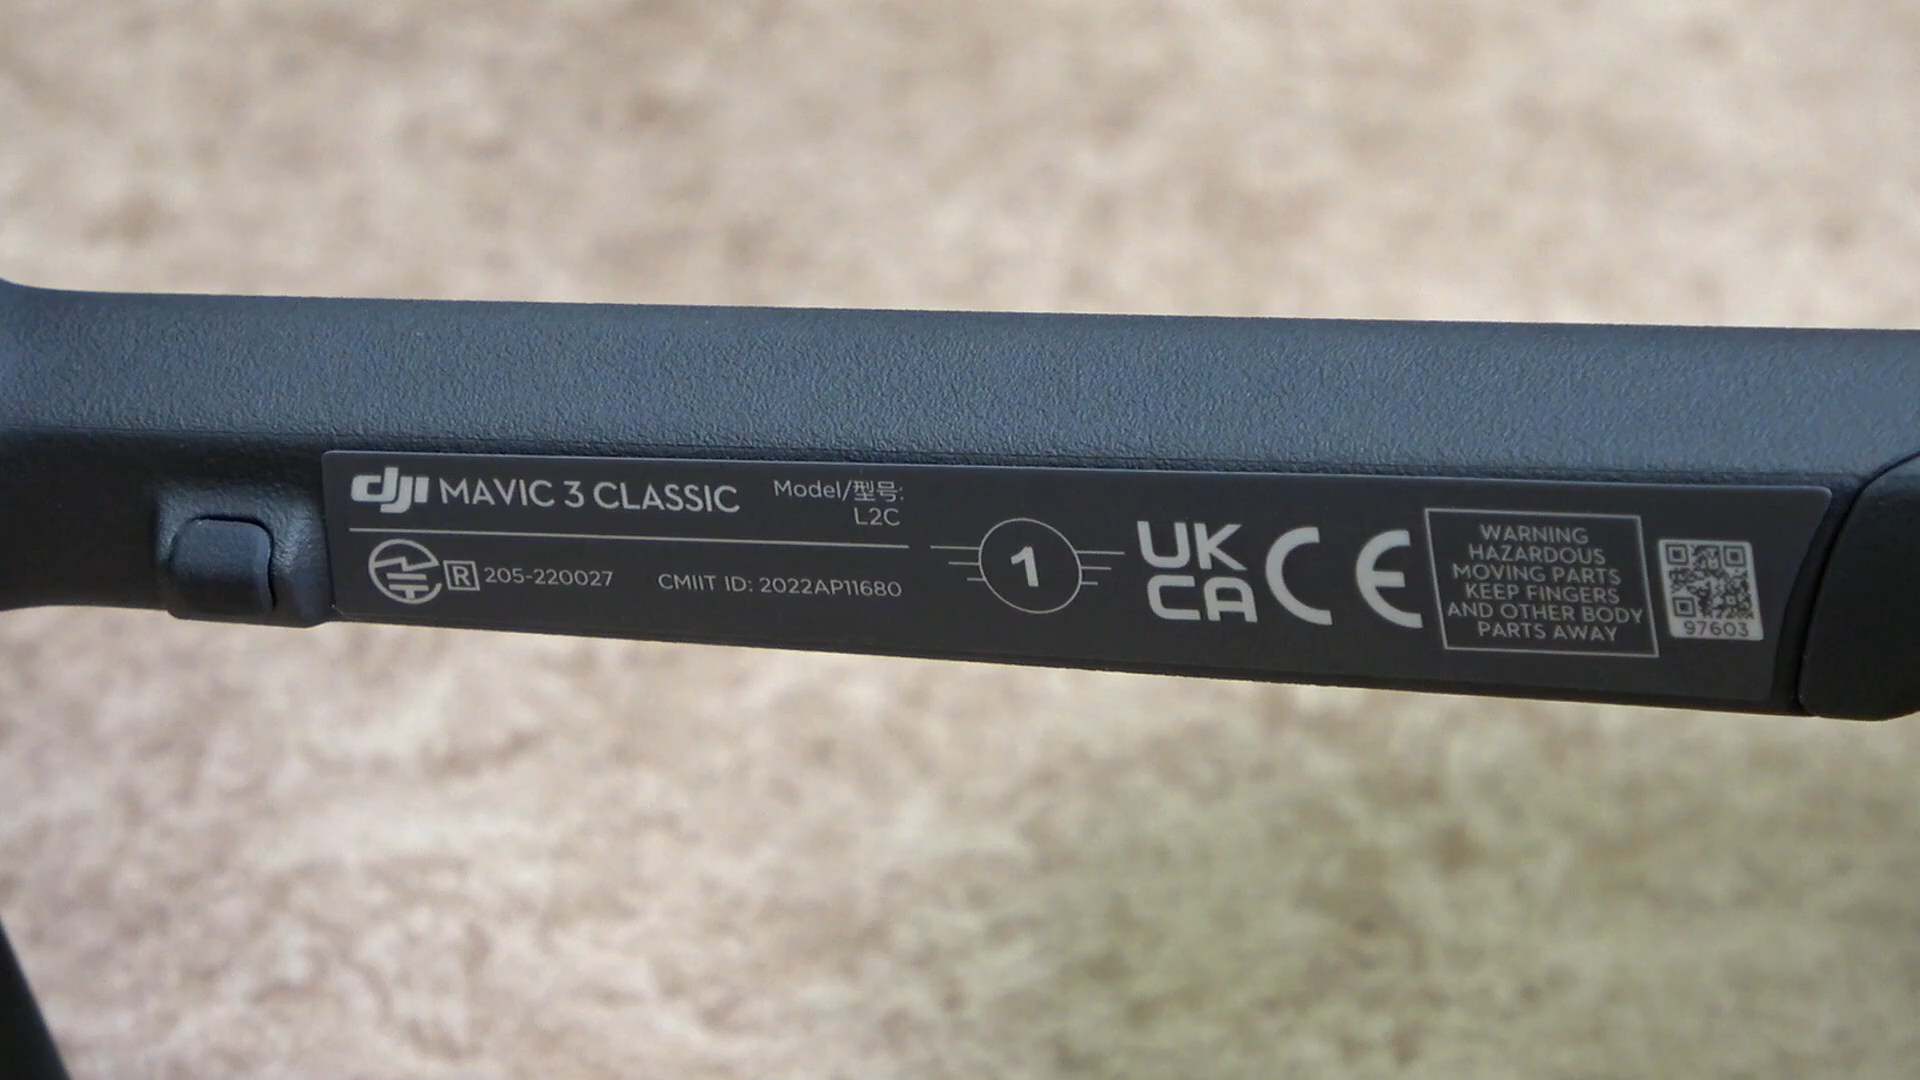 dji MAVIC 3 CLASSIC
Model/型号:
L2C
R 205-220027
CMIIT ID: 2022AP11680
1
UK
CA
CE
WARNING
HAZARDOUS
MOVING PARTS
KEEP FINGERS
AND OTHER BODY
PARTS AWAY
97603